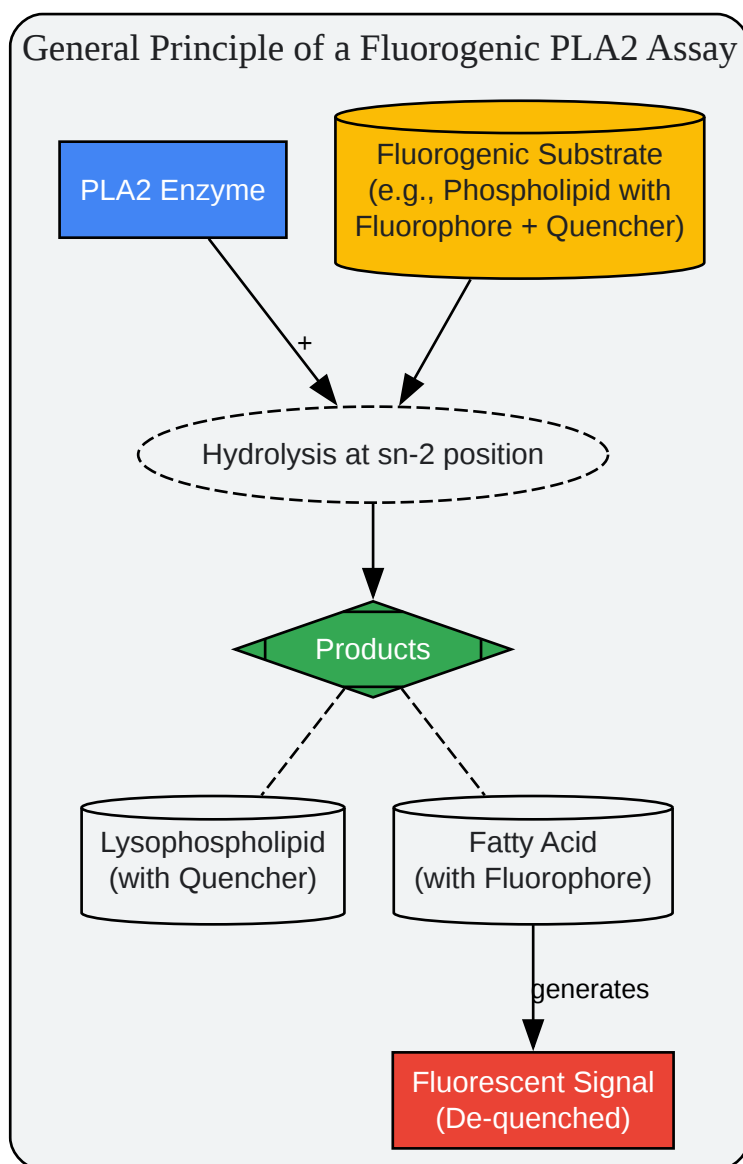 General Principle of a Fluorogenic PLA2 Assay
PLA2 Enzyme
Fluorogenic Substrate
(e.g., Phospholipid with
Fluorophore + Quencher)
+
Hydrolysis at sn-2 position
Products
Lysophospholipid
(with Quencher)
Fatty Acid
(with Fluorophore)
generates
Fluorescent Signal
(De-quenched)